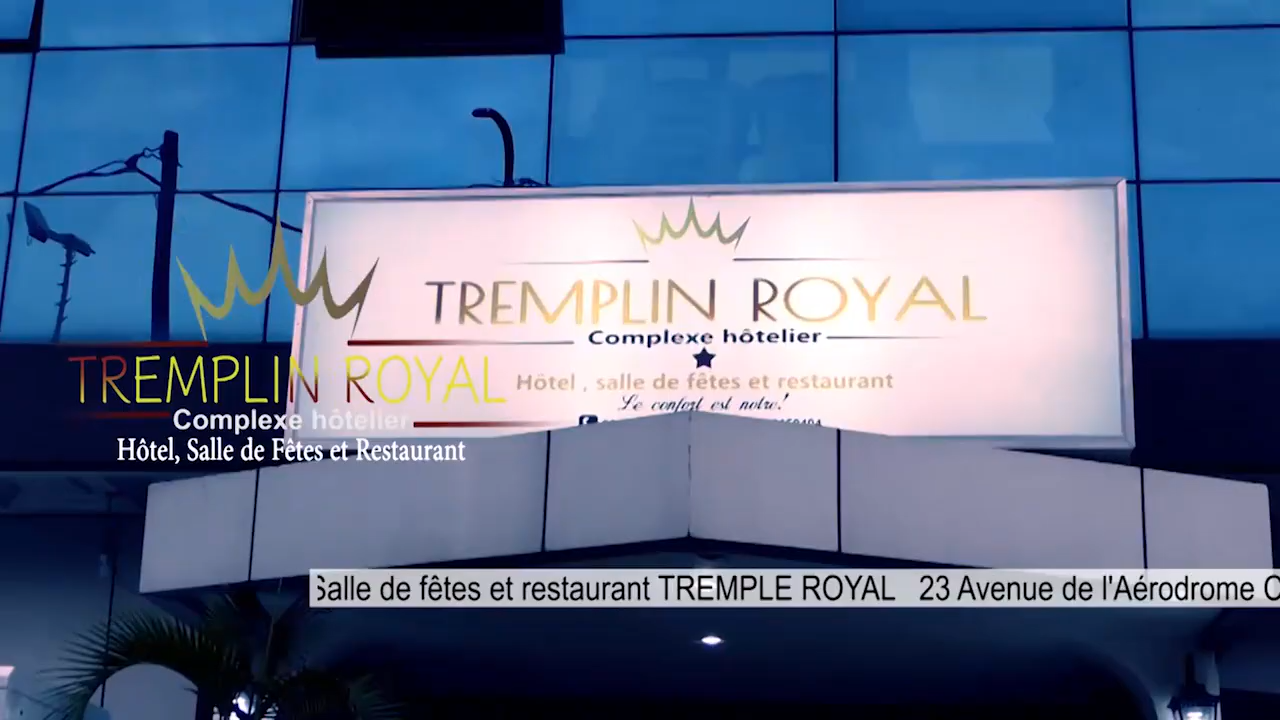 TREMPLIN ROYAL
Complexe hôtelier
Hôtel , salle de fêtes et restaurant
Le confort est notre!
TREMPLIN ROYAL
Complexe hôtelier
Hôtel, Salle de Fêtes et Restaurant
Salle de fêtes et restaurant TREMPLE ROYAL 23 Avenue de l'Aérodrome